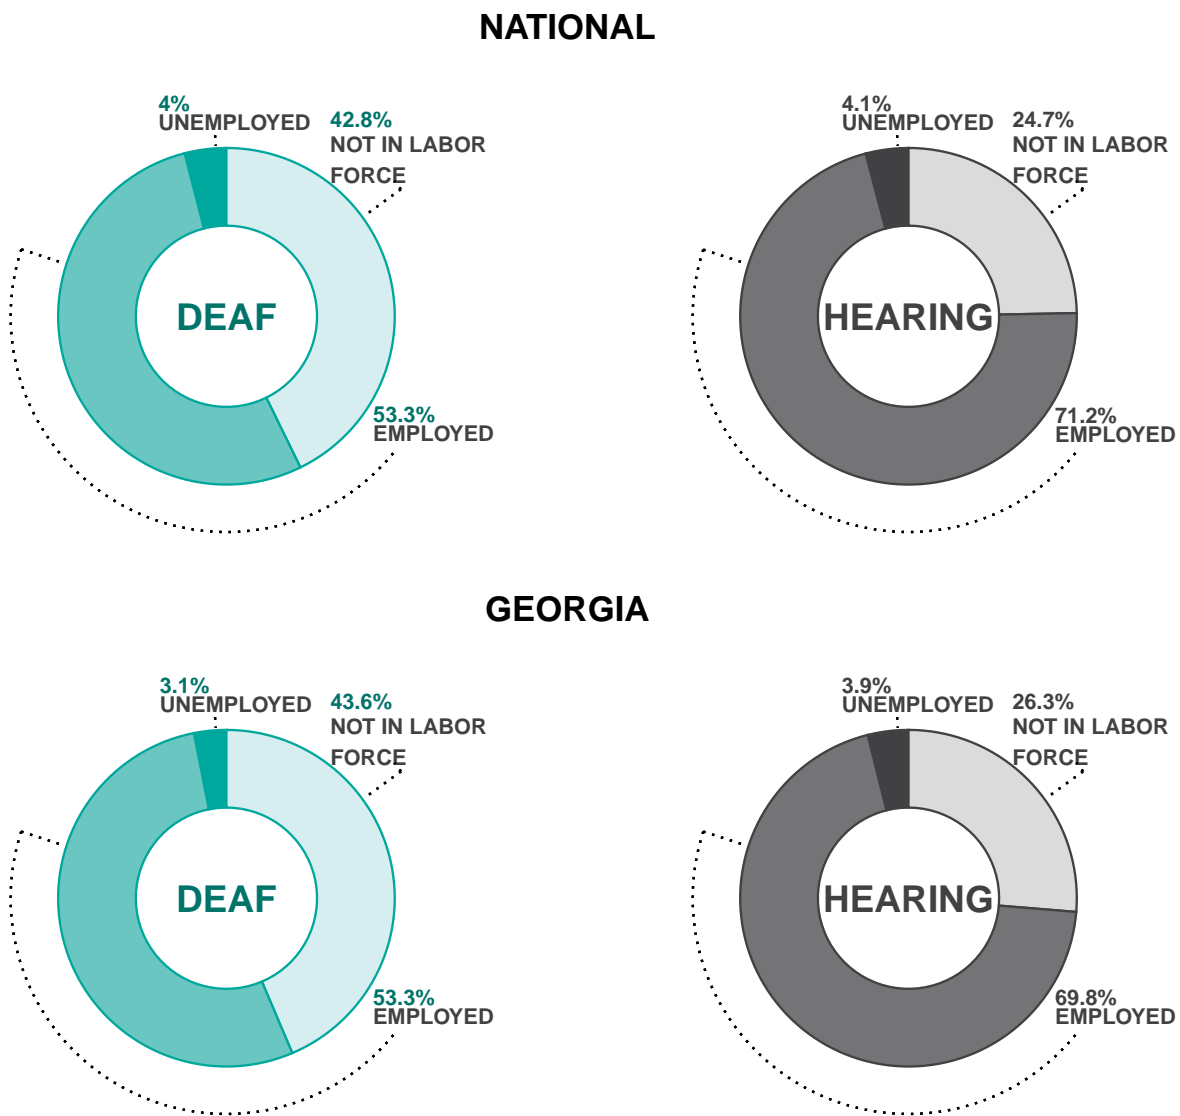 NATIONAL
4%
UNEMPLOYED
42.8%
NOT IN LABOR
FORCE
DEAF
53.3%
EMPLOYED
4.1%
UNEMPLOYED
24.7%
NOT IN LABOR
FORCE
HEARING
71.2%
EMPLOYED
GEORGIA
3.1%
UNEMPLOYED
43.6%
NOT IN LABOR
FORCE
DEAF
53.3%
EMPLOYED
3.9%
UNEMPLOYED
26.3%
NOT IN LABOR
FORCE
HEARING
69.8%
EMPLOYED